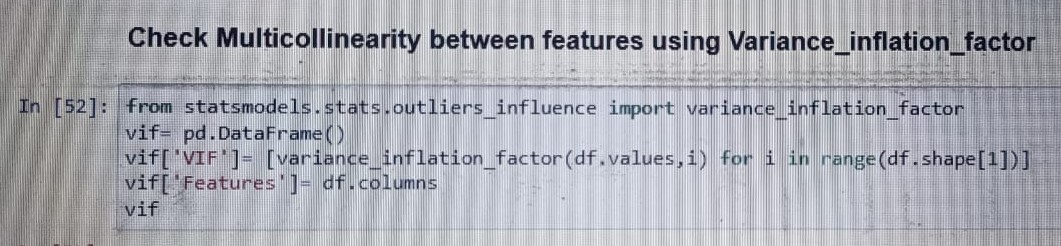 Check Multicollinearity between features using Variance_inflation_factor
In [52]: from statsmodels.stats.outliers_influence import variance_inflation_factor
vif= pd.DataFrame()
vif['VIF']= [variance_inflation_factor(df.values,i) for i in range(df.shape[1])]
vif['Features']= df.columns
vif